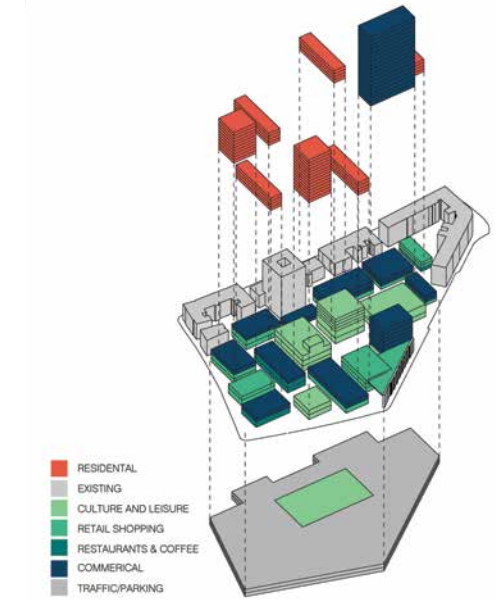 RESIDENTAL
EXISTING
CULTURE AND LEISURE
RETAIL SHOPPING
RESTAURANTS & COFFEE
COMMERICAL
TRAFFIC/PARKING